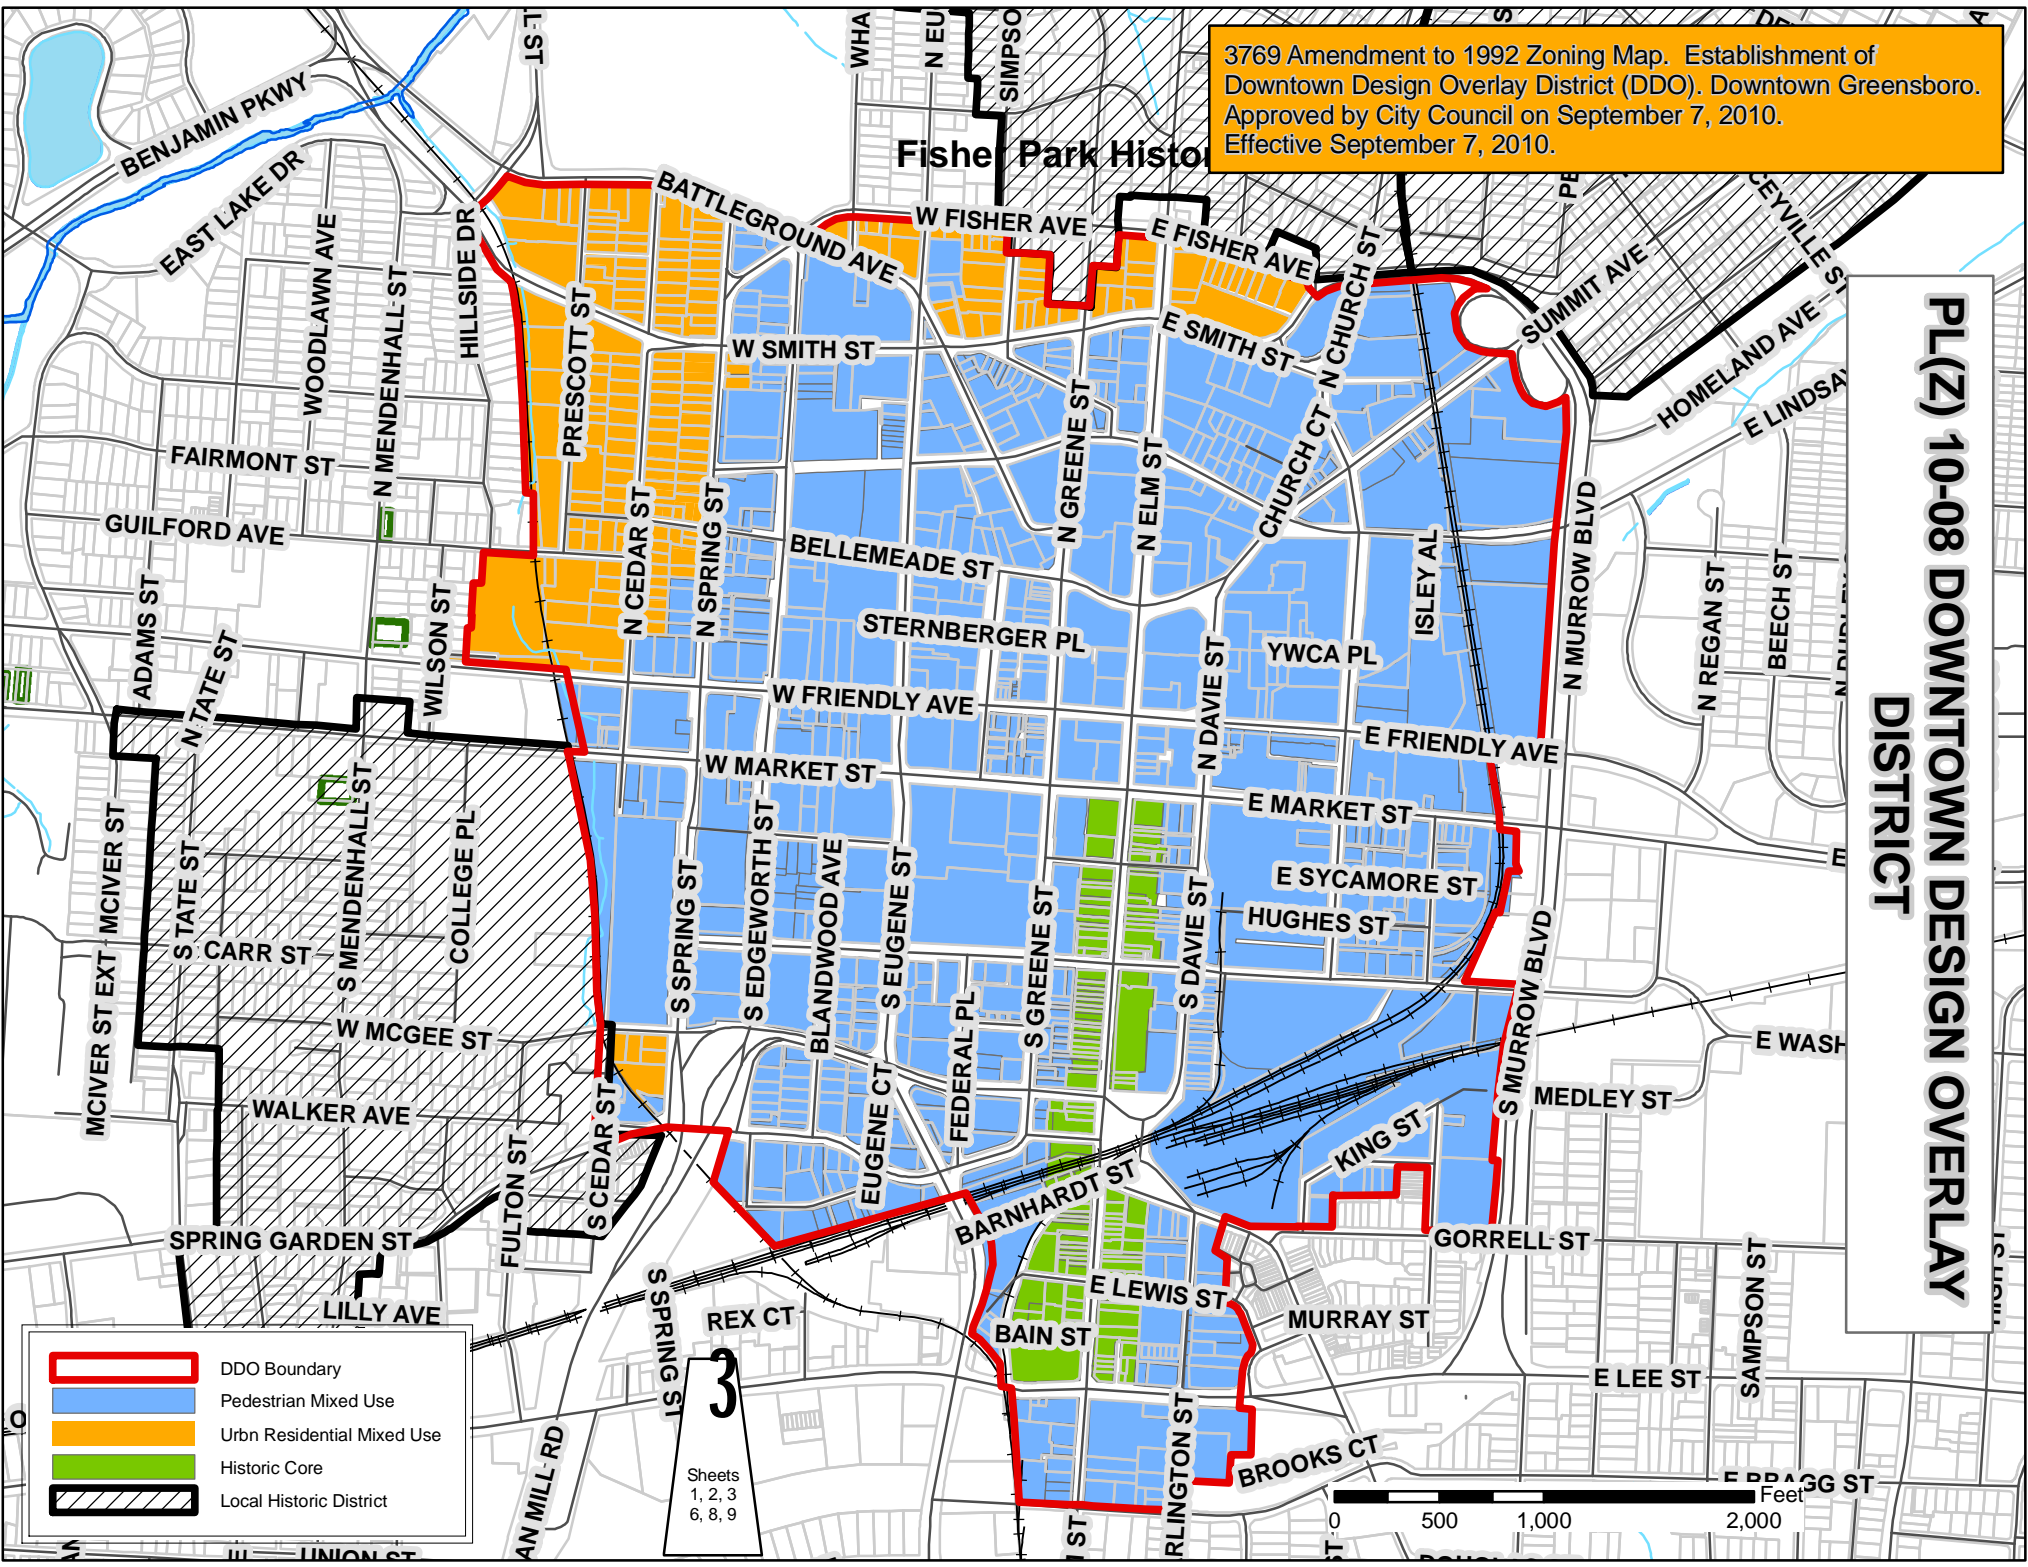 3769 Amendment to 1992 Zoning Map.  Establishment of
Downtown Design Overlay District (DDO). Downtown Greensboro.
Approved by City Council on September 7, 2010.
Effective September 7, 2010.
PL(Z) 10-08 DOWNTOWN DESIGN OVERLAY
DISTRICT
Fisher Park
BENJAMIN PKWY
EAST LAKE DR
WOODLAWN AVE
N MENDENHALL ST
HILLSIDE DR
BATTLEGROUND AVE
W FISHER AVE
E FISHER AVE
N CHURCH ST
SUMMIT AVE
HOMELAND AVE
PRESCOTT ST
W SMITH ST
E SMITH ST
FAIRMONT ST
GUILFORD AVE
N CEDAR ST
N SPRING ST
BELLEMEADE ST
N GREENE ST
N ELM ST
CHURCH CT
ISLEY AL
N MURROW BLVD
N REGAN ST
BEECH ST
ADAMS ST
N TATE ST
WILSON ST
STERNBERGER PL
YWCA PL
N DAVIE ST
W FRIENDLY AVE
E FRIENDLY AVE
W MARKET ST
E MARKET ST
MCIVER ST
S TATE ST
S MENDENHALL ST
COLLEGE PL
S SPRING ST
S EDGEWORTH ST
BLANDWOOD AVE
S EUGENE ST
S GREENE ST
S DAVIE ST
E SYCAMORE ST
HUGHES ST
CARR ST
MCIVER ST EXT
W MCGEE ST
FEDERAL PL
S MURROW BLVD
WALKER AVE
FULTON ST
S CEDAR ST
EUGENE CT
BARNHARDT ST
KING ST
MEDLEY ST
SPRING GARDEN ST
GORRELL ST
LILLY AVE
S SPRING ST
REX CT
E LEWIS ST
BAIN ST
MURRAY ST
SAMPSON ST
E LEE ST
BROOKS CT
DDO Boundary
Pedestrian Mixed Use
Urbn Residential Mixed Use
Historic Core
Local Historic District
3
Sheets
1, 2, 3
6, 8, 9
Feet
0 500 1,000 2,000
UNION ST